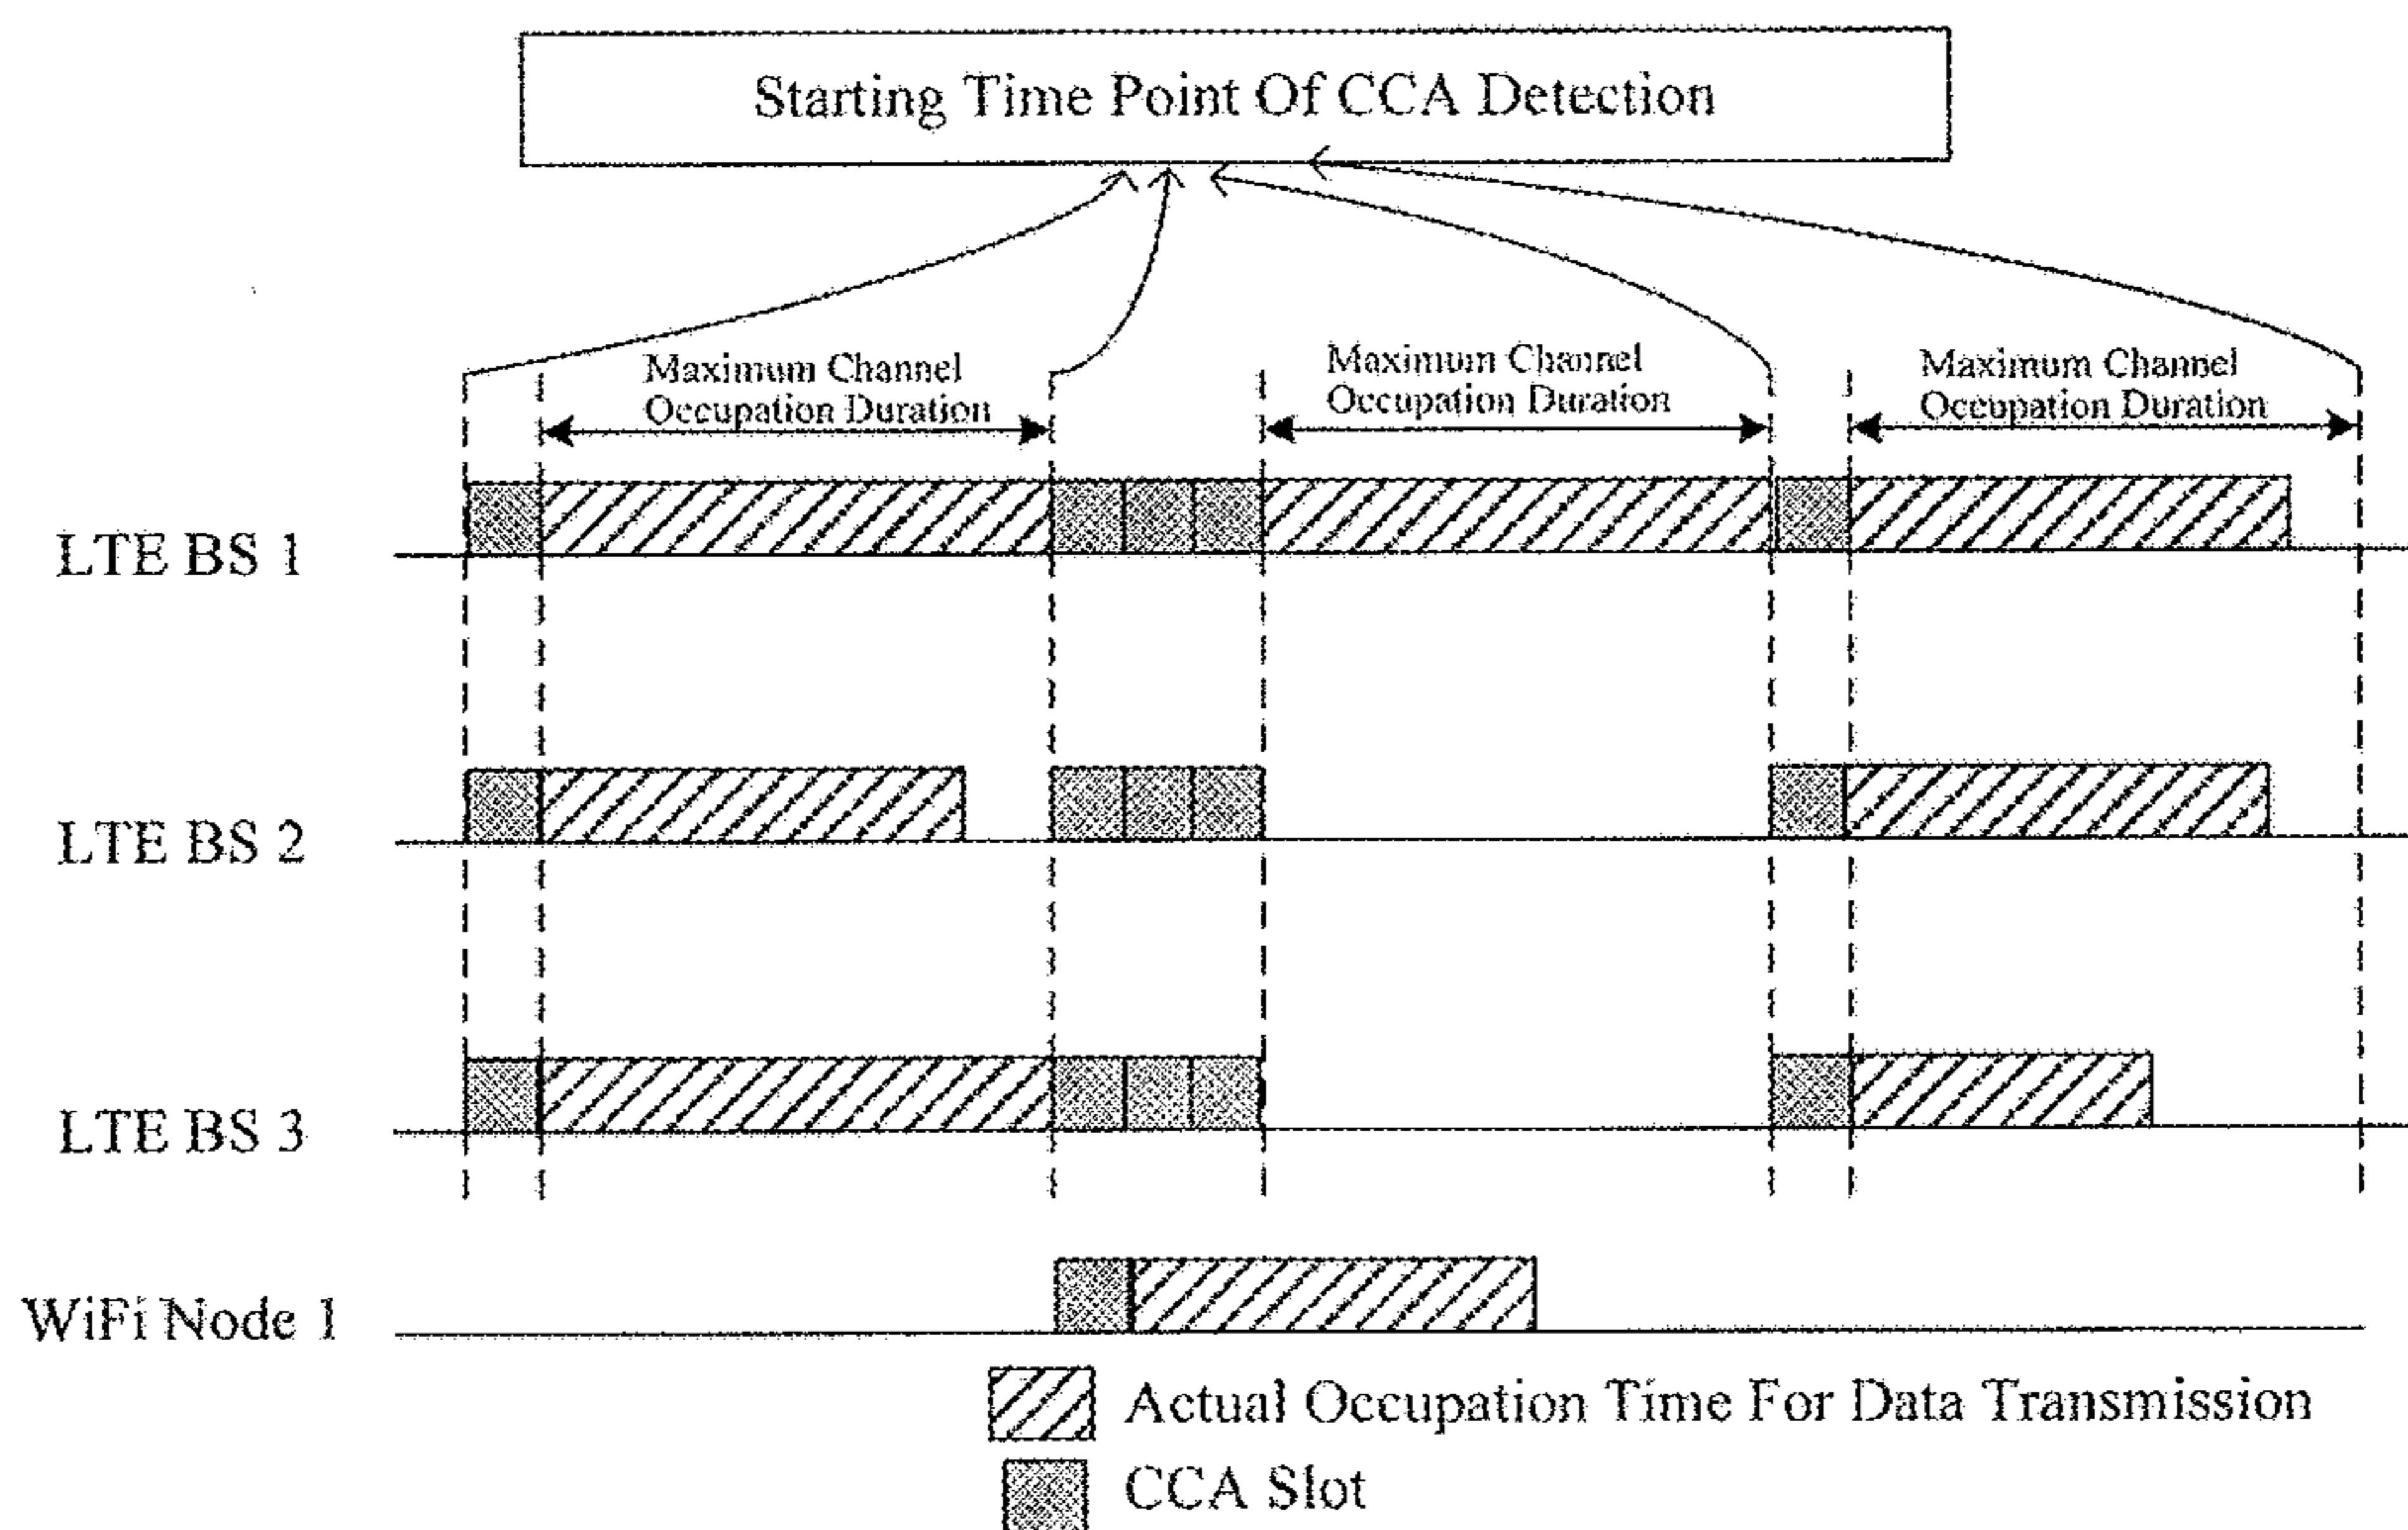 Starting Time Point Of CCA Detection
Maximum Channel
Occupation Duration
Maximum Channel
Occupation Duration
Maximum Channel
Occupation Duration
LTE BS 1
LTE BS 2
LTE BS 3
WiFi Node 1
Actual Occupation Time For Data Transmission
CCA Slot